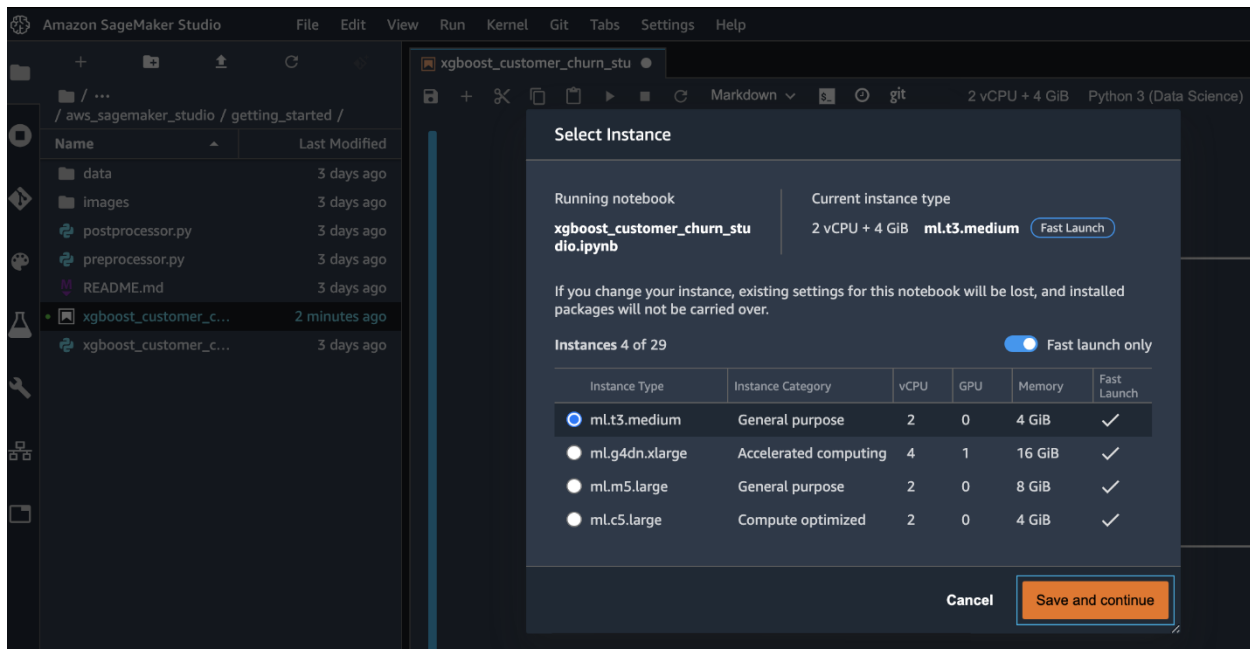 Amazon SageMaker Studio File Edit View Run Kernel Git Tabs Settings Help
xgboost_customer_churn_stu
/ ···
/ aws_sagemaker_studio / getting_started /
Markdown git 2 vCPU + 4 GiB Python 3 (Data Science)
Name Last Modified
data 3 days ago
images 3 days ago
postprocessor.py 3 days ago
preprocessor.py 3 days ago
README.md 3 days ago
xgboost_customer_c... 2 minutes ago
xgboost_customer_c... 3 days ago
Select Instance
Running notebook
xgboost_customer_churn_stu
dio.ipynb
Current instance type
2 vCPU + 4 GiB ml.t3.medium Fast Launch
If you change your instance, existing settings for this notebook will be lost, and installed
packages will not be carried over.
Instances 4 of 29 Fast launch only
Instance Type Instance Category vCPU GPU Memory Fast
Launch
ml.t3.medium General purpose 2 0 4 GiB
ml.g4dn.xlarge Accelerated computing 4 1 16 GiB
ml.m5.large General purpose 2 0 8 GiB
ml.c5.large Compute optimized 2 0 4 GiB
Cancel Save and continue